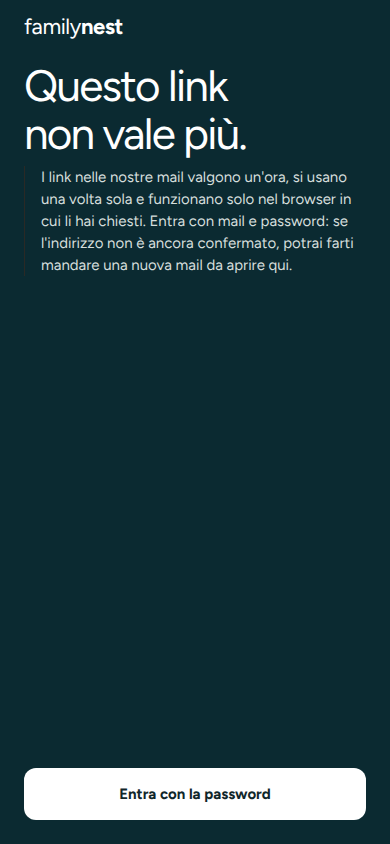 familynest
Questo link
non vale più.
I link nelle nostre mail valgono un'ora, si usano
una volta sola e funzionano solo nel browser in
cui li hai chiesti. Entra con mail e password: se
l'indirizzo non è ancora confermato, potrai farti
mandare una nuova mail da aprire qui.
Entra con la password